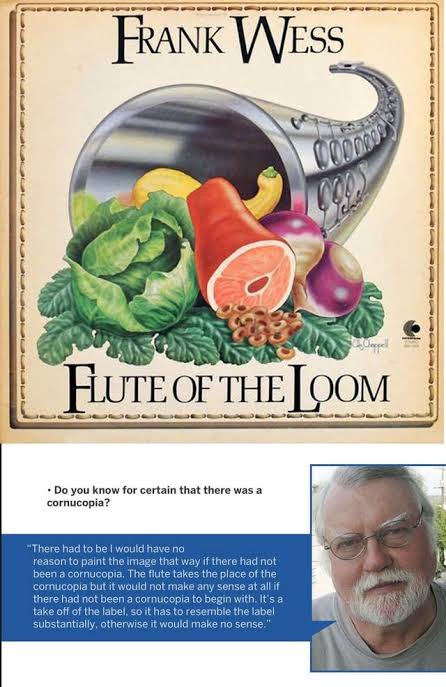 FRANK WESS
Elly Chappell
FLUTE OF THE LOOM
• Do you know for certain that there was a
cornucopia?
"There had to be I would have no
reason to paint the image that way if there had not
been a cornucopia. The flute takes the place of the
cornucopia but it would not make any sense at all if
there had not been a cornucopia to begin with. It's a
take off of the label, so it has to resemble the label
substantially, otherwise it would make no sense."